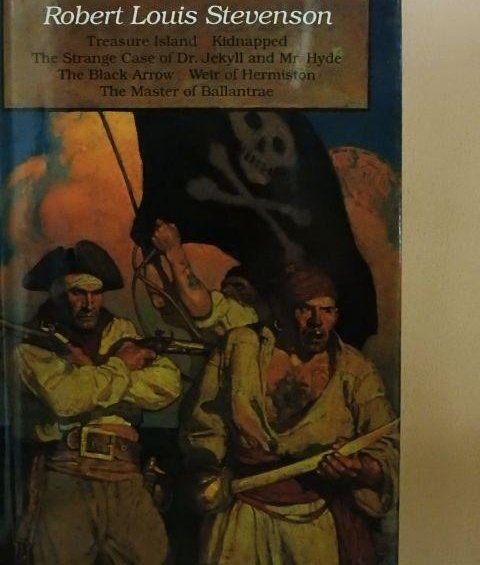 Robert Louis Stevenson
Treasure Island Kidnapped
The Strange Case of Dr. Jekyll and Mr. Hyde
The Black Arrow Weir of Hermiston
The Master of Ballantrae